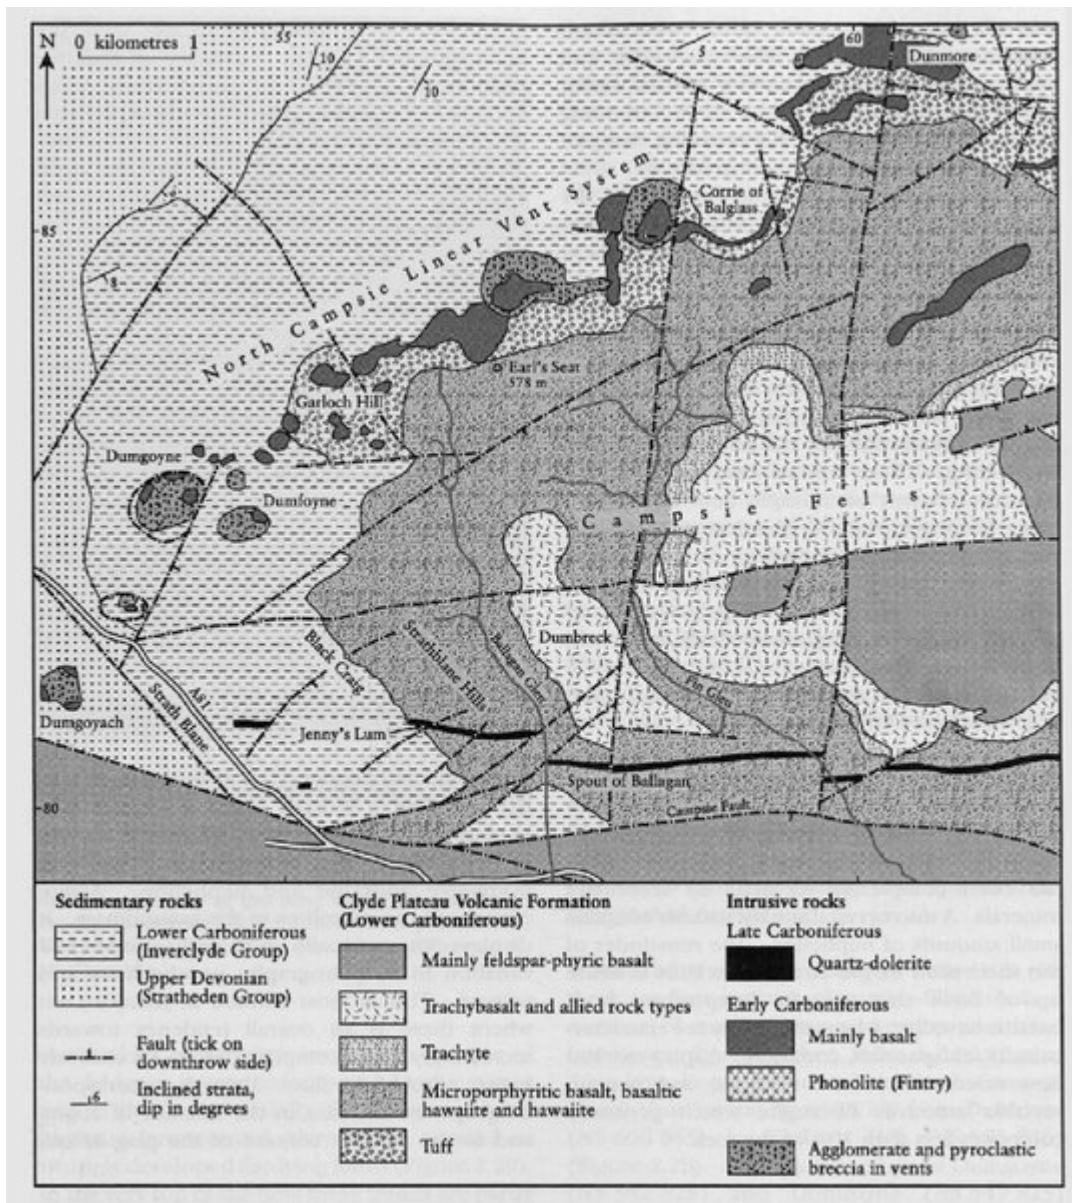 N
0 kilometres 1
55
60
10
10
5
Dunmore
85
8
North Campsie Linear Vent System
Corrie of
Balglass
Earl's Seat
578 m
Garloch Hill
Dumgoyne
Dumfoyne
Campsie Fells
Dumbreck
Black Craig
Strathblane Hills
Ballagan Glen
Fin Glen
A81
Strath Blane
Dumgoyach
Jenny's Lum
Spout of Ballagan
Campsie Fault
80
Sedimentary rocks
Lower Carboniferous
(Inverclyde Group)
Upper Devonian
(Stratheden Group)
Fault (tick on
downthrow side)
6
Inclined strata,
dip in degrees
Clyde Plateau Volcanic Formation
(Lower Carboniferous)
Mainly feldspar-phyric basalt
Trachybasalt and allied rock types
Trachyte
Microporphyritic basalt, basaltic
hawaiite and hawaiite
Tuff
Intrusive rocks
Late Carboniferous
Quartz-dolerite
Early Carboniferous
Mainly basalt
Phonolite (Fintry)
Agglomerate and pyroclastic
breccia in vents